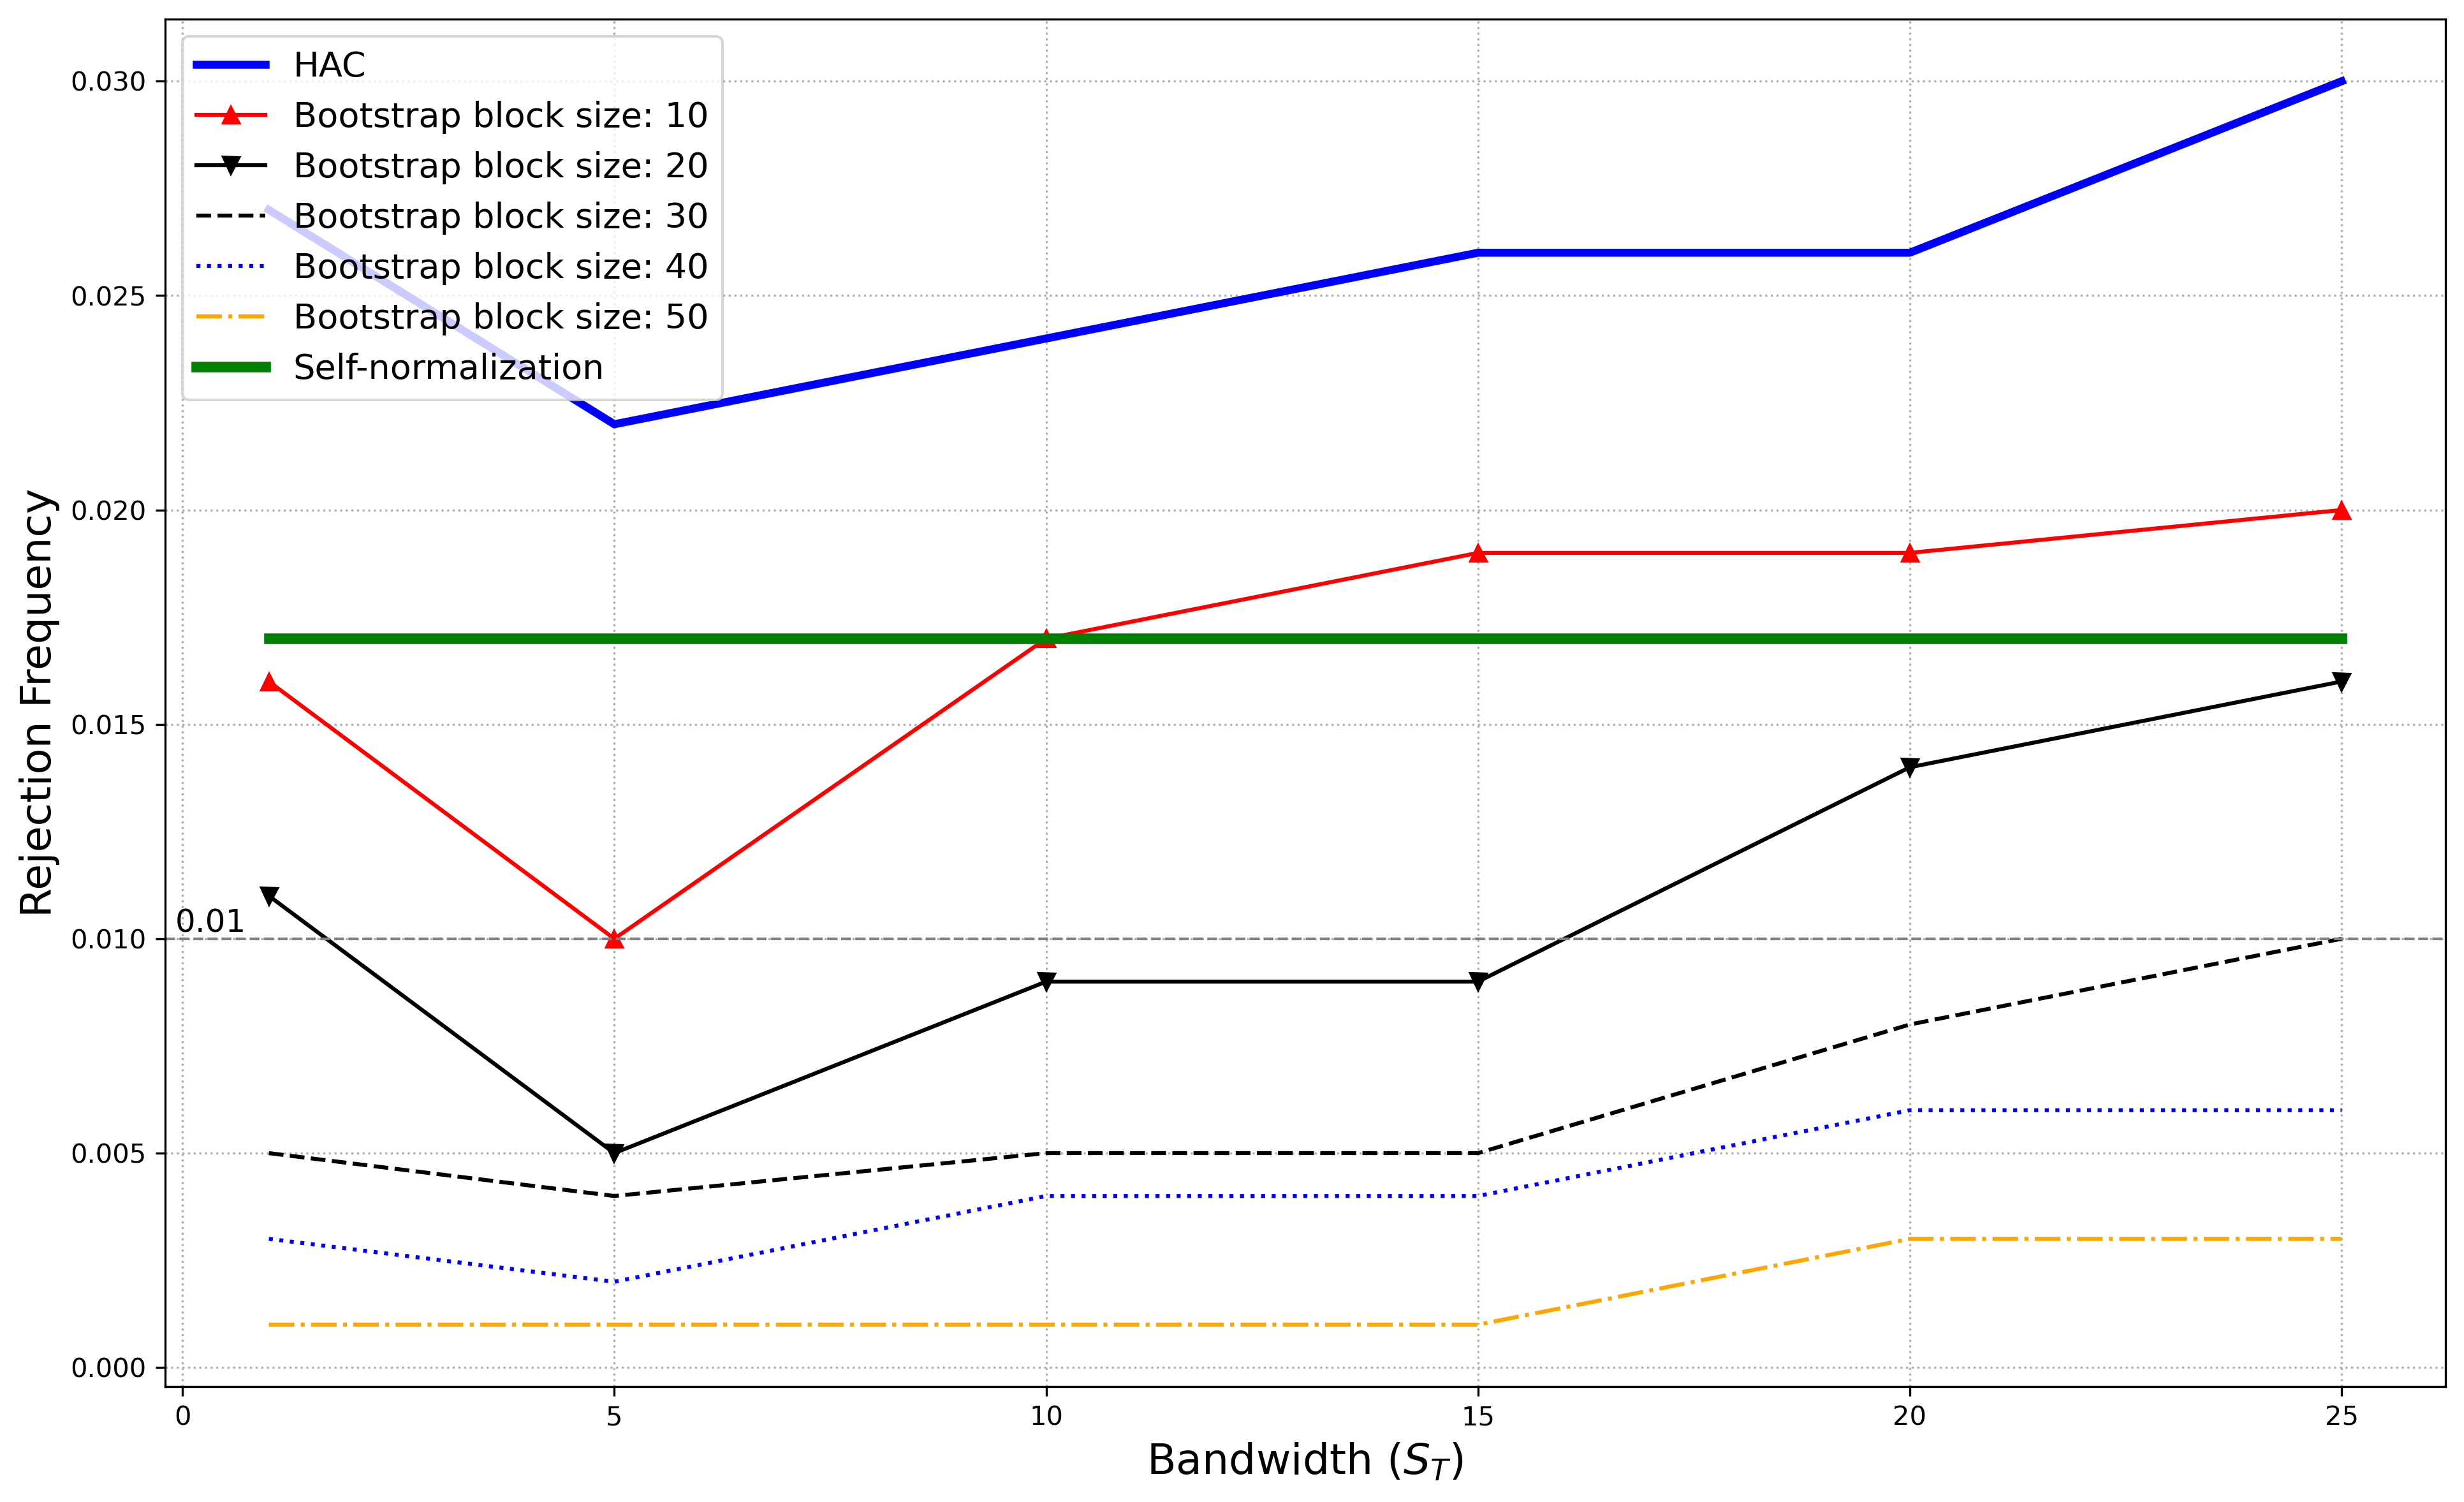 HAC
Bootstrap block size: 10
Bootstrap block size: 20
Bootstrap block size: 30
Bootstrap block size: 40
Bootstrap block size: 50
Self-normalization
Rejection Frequency
0.030
0.025
0.020
0.015
0.010
0.005
0.000
0.01
0 5 10 15 20 25
Bandwidth (S_T)